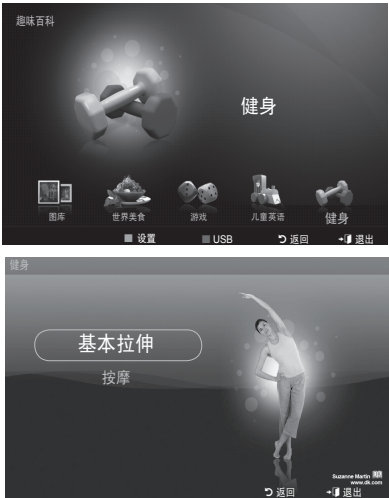 趣味百科
健身
图库 世界美食 游戏 儿童英语 健身
设置 USB 返回 退出
健身
基本拉伸
按摩
Suzanne Martin DK
www.dk.com
返回 退出